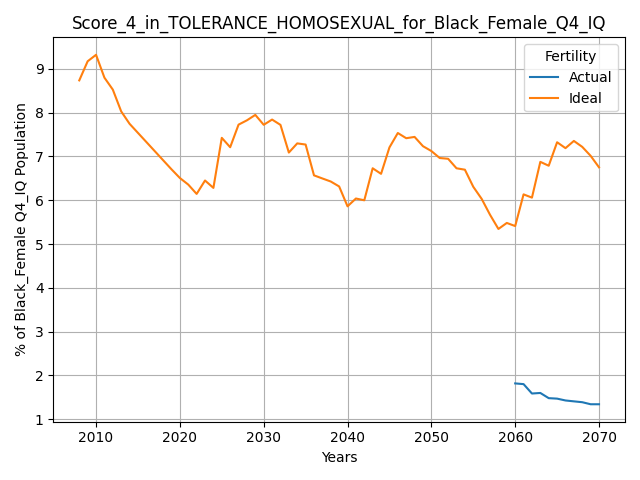 Score_4_in_TOLERANCE_HOMOSEXUAL_for_Black_Female_Q4_IQ
Fertility
Actual
Ideal
% of Black_Female Q4_IQ Population
9
8
7
6
5
4
3
2
1
2010 2020 2030 2040 2050 2060 2070
Years